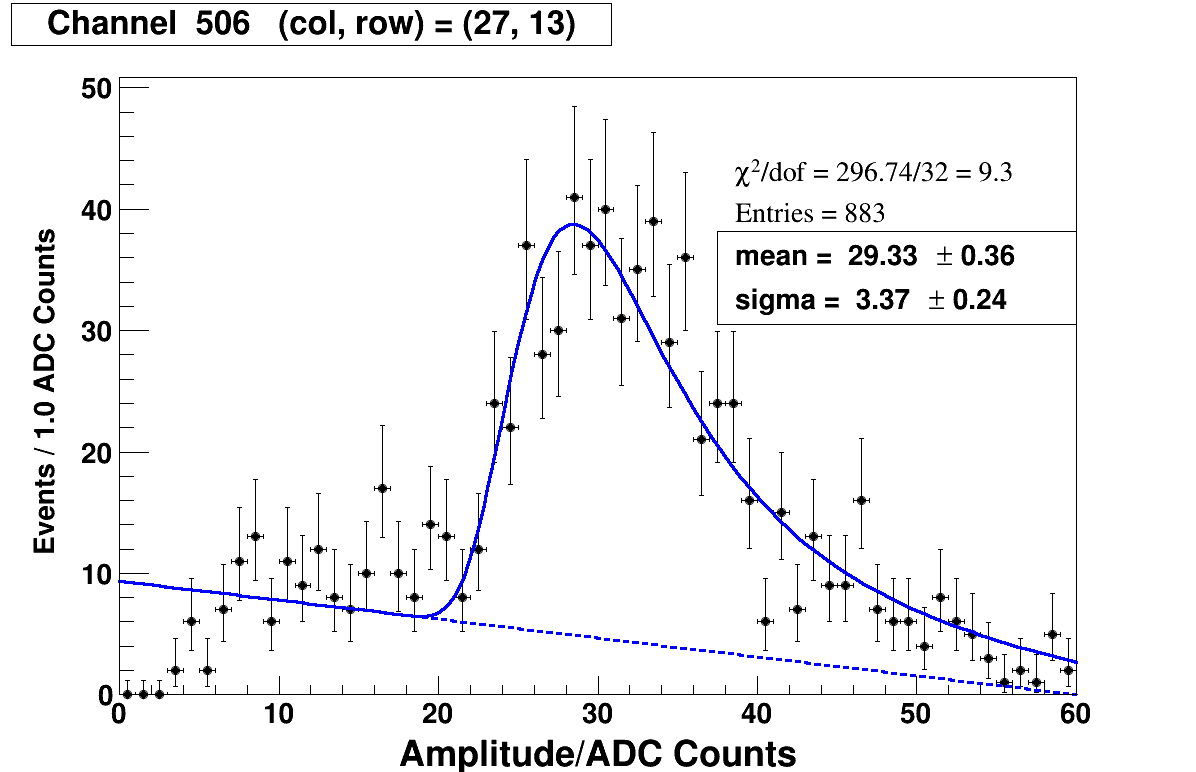 Channel 506 (col, row) = (27, 13)
χ²/dof = 296.74/32 = 9.3
Entries = 883
mean = 29.33 ± 0.36
sigma = 3.37 ± 0.24
Events / 1.0 ADC Counts
50
40
30
20
10
0
0 10 20 30 40 50 60
Amplitude/ADC Counts